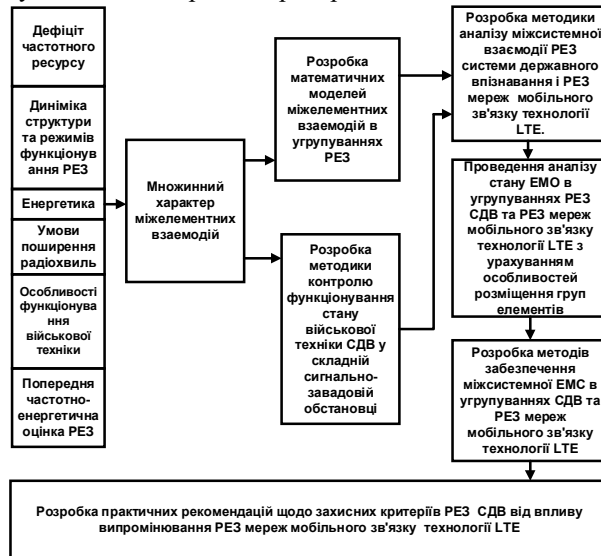 Дефіцит
частотного
ресурсу
Диніміка
структури
та режимів
функціонув
ання РЕЗ
Енергетика
Умови
поширення
радіохвиль
Особливості
функціонува
ння
військової
техніки
Попередня
частотно-
енергетична
оцінка РЕЗ
Множинний
характер
міжелементних
взаємодій
Розробка
математичних
моделей
міжелементних
взаемодій в
угрупуваннях
РЕЗ
Розробка
методики
контролю
функціонування
стану
військової
техніки СДВ у
складній
сигнально-
завадовій
обстановці
Розробка методики
аналізу міжсистемної
взаємодії РЕЗ
системи державного
впізнавання і РЕЗ
мереж мобільного
зв'язку технології
LTE.
Проведення аналізу
стану ЕМО в
угрупуваннях РЕЗ
СДВ та РЕЗ мереж
мобільного зв'язку
технології LTE з
урахуванням
особливостей
розміщення груп
елементів
Розробка методів
забезпечення
міжсистемної ЕМС в
угрупуваннях СДВ та
РЕЗ мереж
мобільного зв'язку
технології LTE
Розробка практичних рекомендацій щодо захисних критеріїв РЕЗ СДВ від впливу
випромінювання РЕЗ мереж мобільного зв'язку технології LTE